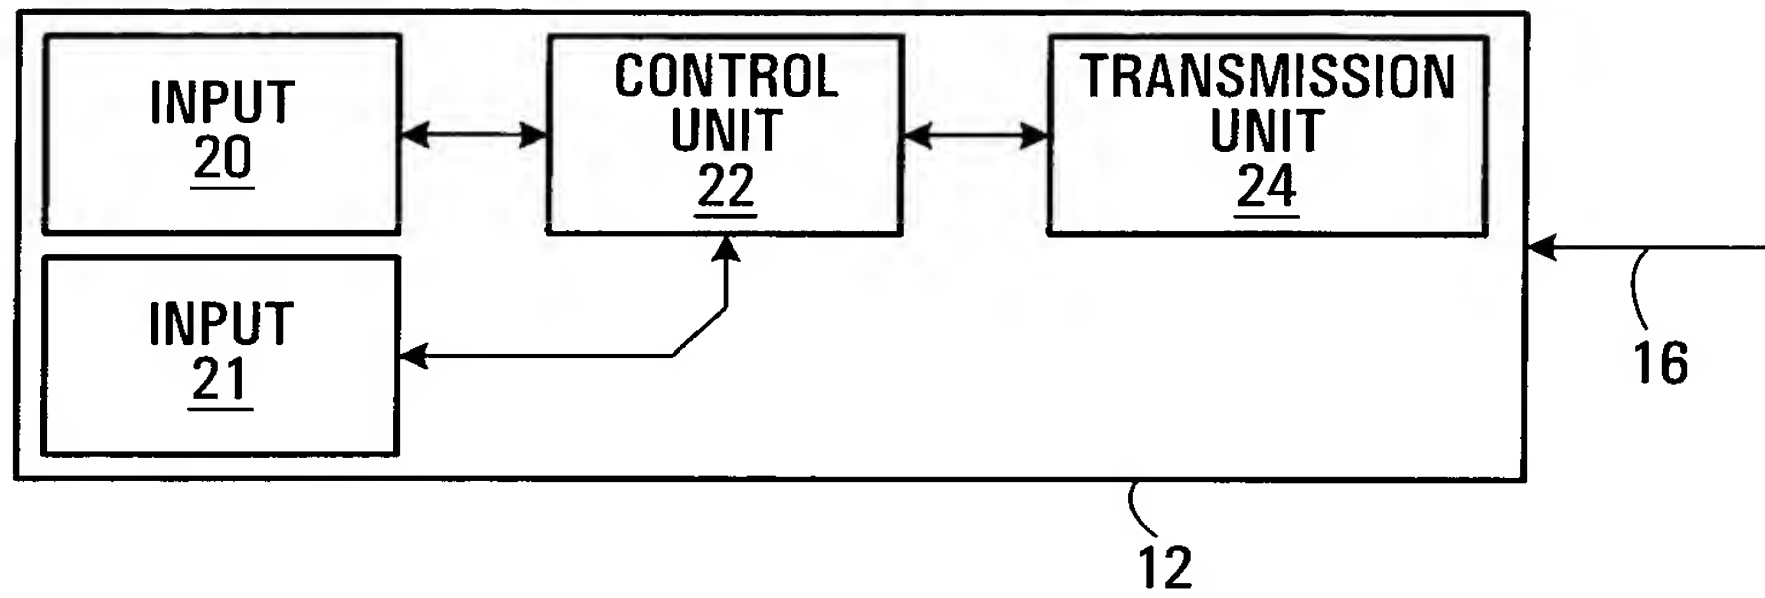 INPUT
20
CONTROL
UNIT
22
TRANSMISSION
UNIT
24
INPUT
21
16
12